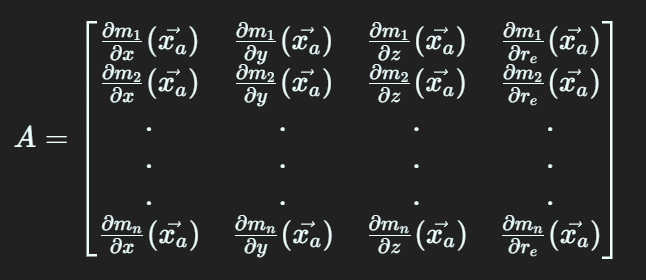 A = [ ∂m₁/∂x (x⃗ₐ)  ∂m₁/∂y (x⃗ₐ)  ∂m₁/∂z (x⃗ₐ)  ∂m₁/∂rₑ (x⃗ₐ)
∂m₂/∂x (x⃗ₐ)  ∂m₂/∂y (x⃗ₐ)  ∂m₂/∂z (x⃗ₐ)  ∂m₂/∂rₑ (x⃗ₐ)
. . . .
. . . .
. . . .
∂mₙ/∂x (x⃗ₐ)  ∂mₙ/∂y (x⃗ₐ)  ∂mₙ/∂z (x⃗ₐ)  ∂mₙ/∂rₑ (x⃗ₐ) ]